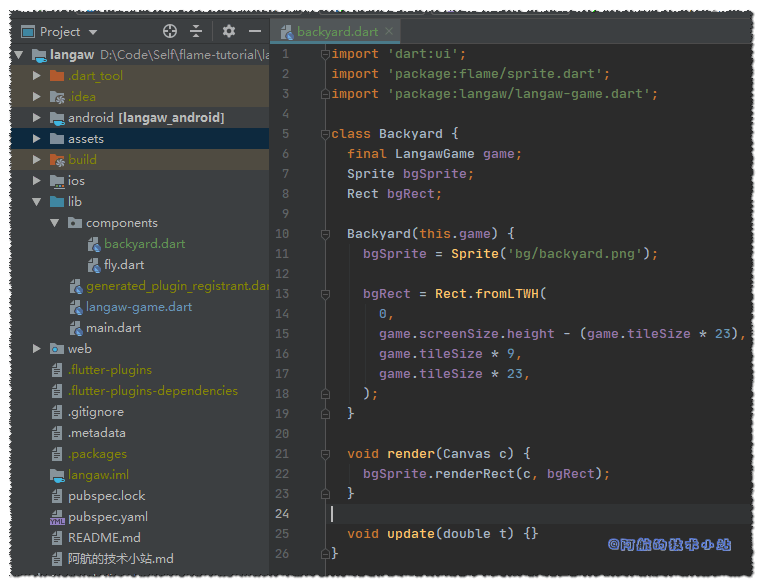 Project
backyard.dart
langaw D:\Code\Self\flame-tutorial\la
.dart_tool
.idea
android [langaw_android]
assets
build
ios
lib
components
backyard.dart
fly.dart
generated_plugin_registrant.dar
langaw-game.dart
main.dart
web
.flutter-plugins
.flutter-plugins-dependencies
.gitignore
.metadata
.packages
langaw.iml
pubspec.lock
pubspec.yaml
README.md
阿航的技术小站.md
1 import 'dart:ui';
2 import 'package:flame/sprite.dart';
3 import 'package:langaw/langaw-game.dart';
4
5 class Backyard {
6 final LangawGame game;
7 Sprite bgSprite;
8 Rect bgRect;
9
10 Backyard(this.game) {
11 bgSprite = Sprite('bg/backyard.png');
12
13 bgRect = Rect.fromLTWH(
14 0,
15 game.screenSize.height - (game.tileSize * 23),
16 game.tileSize * 9,
17 game.tileSize * 23,
18 );
19 }
20
21 void render(Canvas c) {
22 bgSprite.renderRect(c, bgRect);
23 }
24
25 void update(double t) {}
26 }
@阿航的技术小站